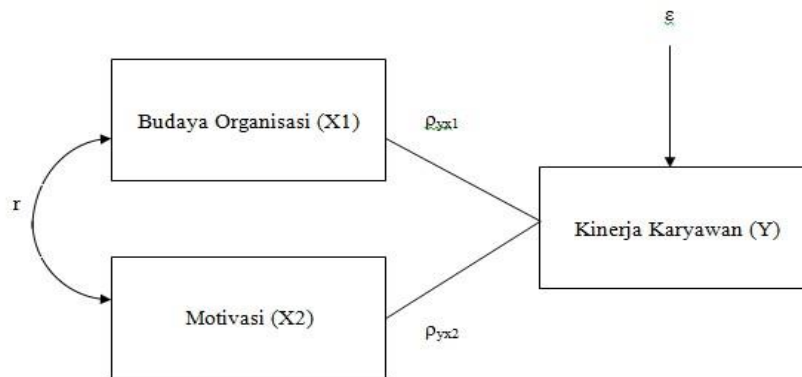 ε
Budaya Organisasi (X1)
ρyx1
Kinerja Karyawan (Y)
r
Motivasi (X2)
ρyx2